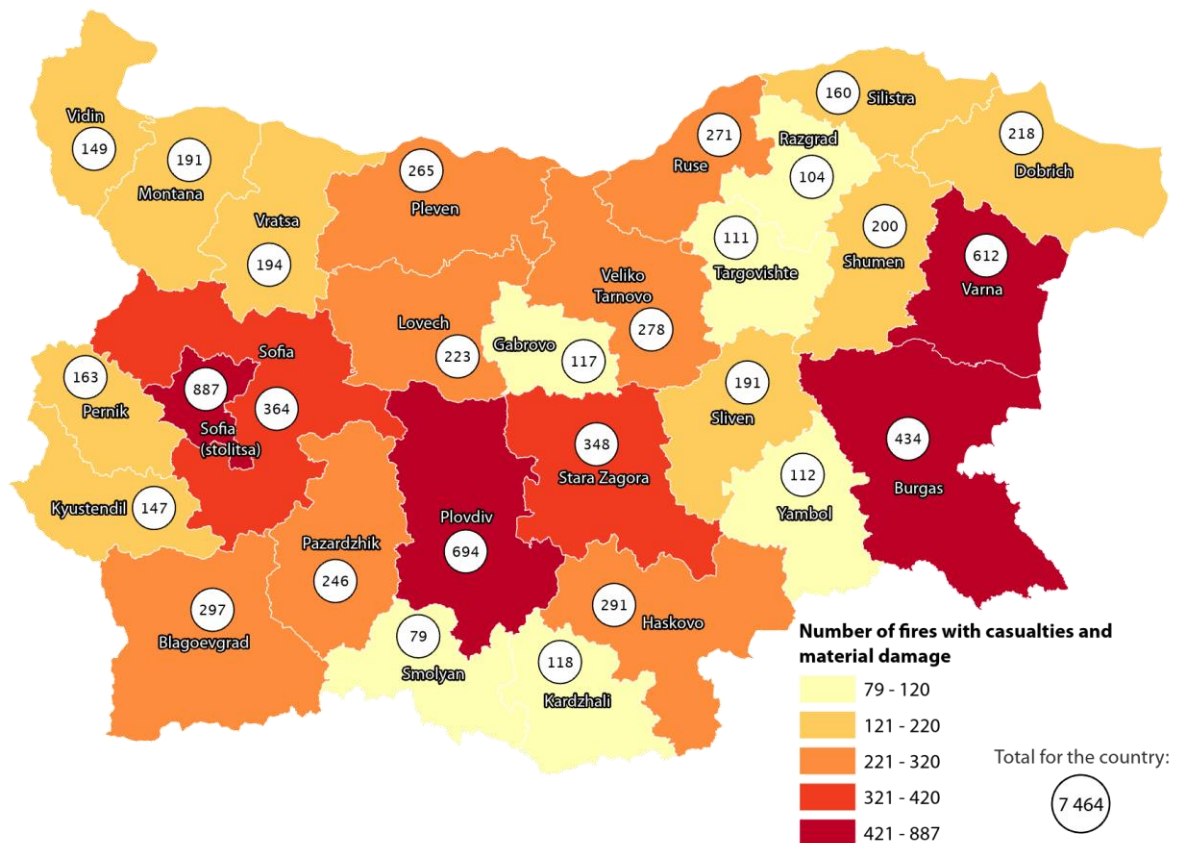 Vidin
149
191
Montana
Vratsa
194
265
Pleven
271
Ruse
160
Silistra
Razgrad
104
218
Dobrich
111
Targovishte
200
Shumen
612
Varna
Veliko
Tarnovo
278
Lovech
223
Gabrovo
117
Sofia
364
887
Sofia
(stolitsa)
163
Pernik
Kyustendil
147
191
Sliven
348
Stara Zagora
434
Burgas
112
Yambol
Plovdiv
694
Pazardzhik
246
297
Blagoevgrad
291
Haskovo
79
Smolyan
118
Kardzhali
Number of fires with casualties and
material damage
79 - 120
121 - 220
221 - 320
321 - 420
421 - 887
Total for the country:
7 464